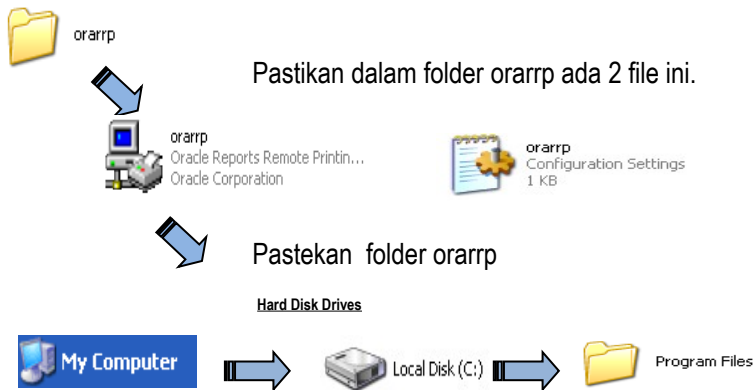 orarrp
Pastikan dalam folder orarrp ada 2 file ini.
orarrp
Oracle Reports Remote Printin...
Oracle Corporation
orarrp
Configuration Settings
1 KB
Pastekan folder orarrp
Hard Disk Drives
My Computer
Local Disk (C:)
Program Files